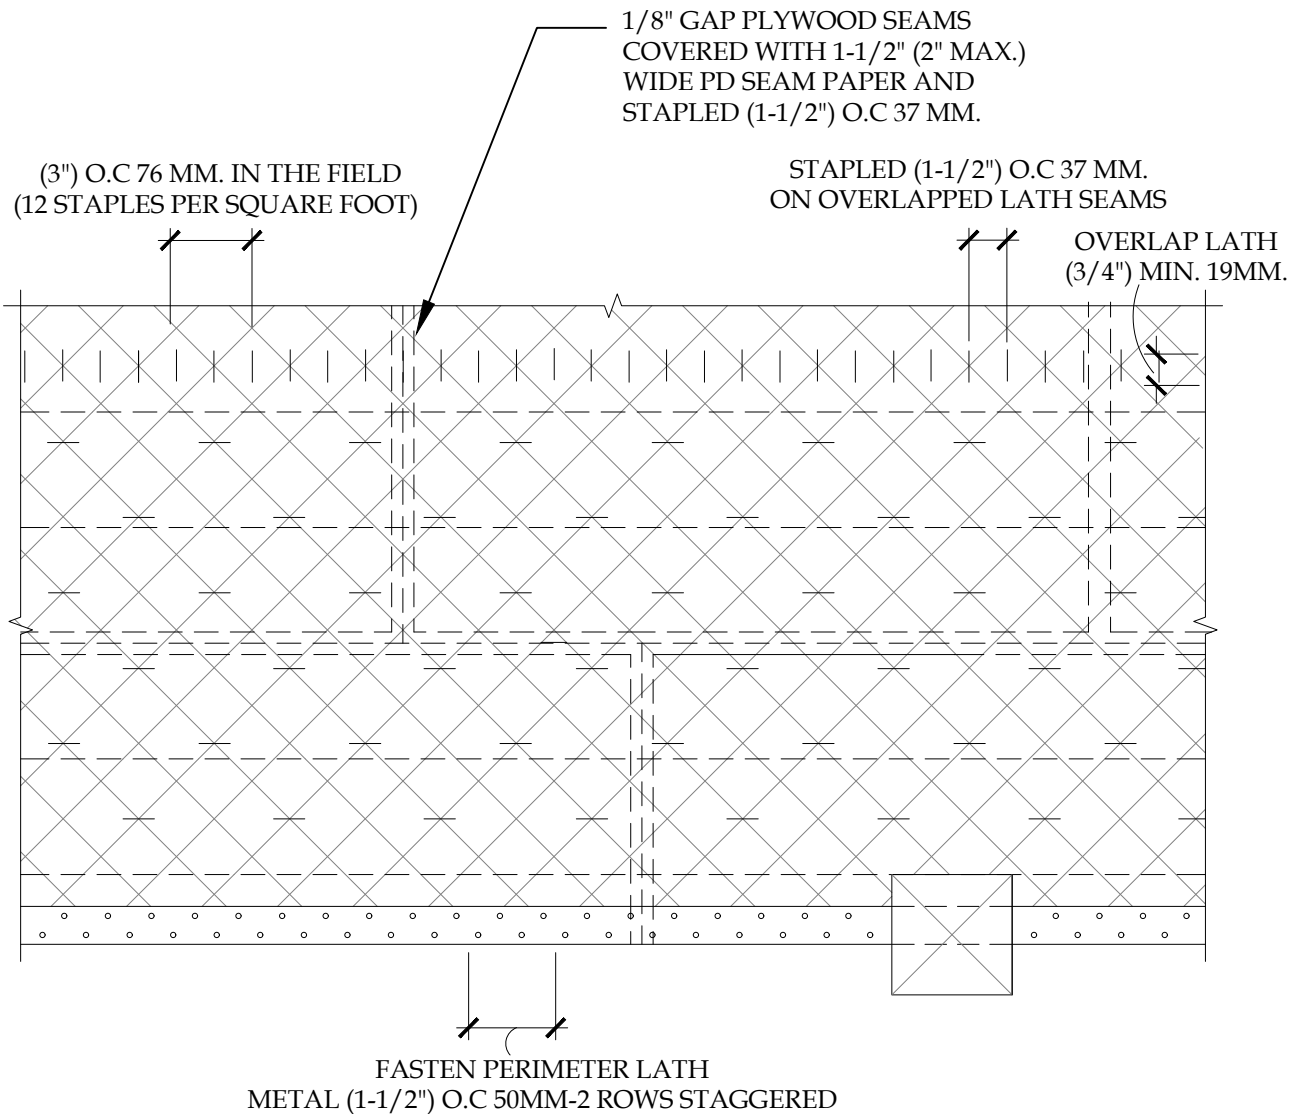 1/8" GAP PLYWOOD SEAMS
COVERED WITH 1-1/2" (2" MAX.)
WIDE PD SEAM PAPER AND
STAPLED (1-1/2") O.C 37 MM.
(3") O.C 76 MM. IN THE FIELD
(12 STAPLES PER SQUARE FOOT)
STAPLED (1-1/2") O.C 37 MM.
ON OVERLAPPED LATH SEAMS
OVERLAP LATH
(3/4") MIN. 19MM.
FASTEN PERIMETER LATH
METAL (1-1/2") O.C 50MM-2 ROWS STAGGERED